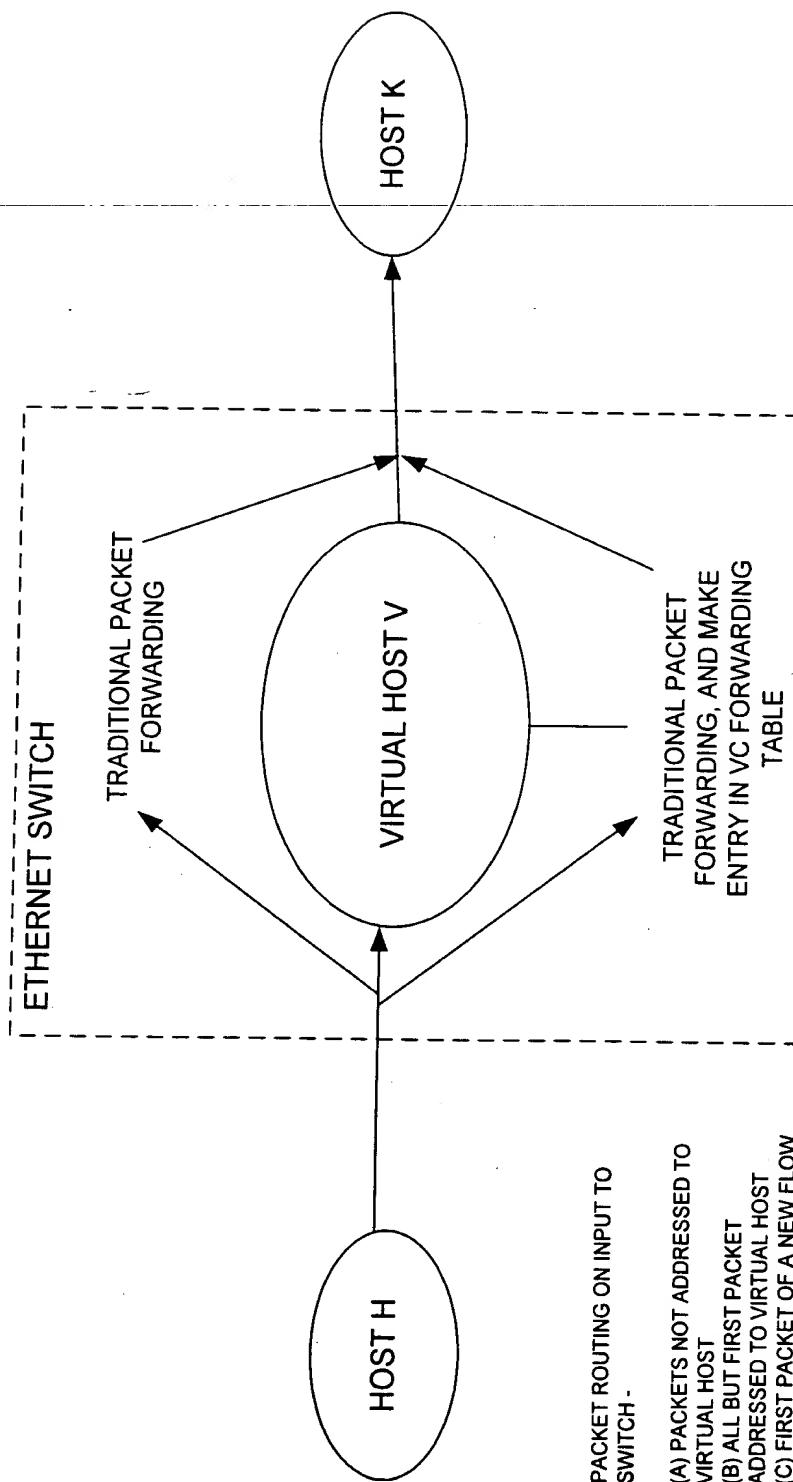 ETHERNET SWITCH
TRADITIONAL PACKET
FORWARDING
HOST H
VIRTUAL HOST V
HOST K
TRADITIONAL PACKET
FORWARDING, AND MAKE
ENTRY IN VC FORWARDING
TABLE
PACKET ROUTING ON INPUT TO
SWITCH -
(A) PACKETS NOT ADDRESSED TO
VIRTUAL HOST
(B) ALL BUT FIRST PACKET
ADDRESSED TO VIRTUAL HOST
(C) FIRST PACKET OF A NEW FLOW